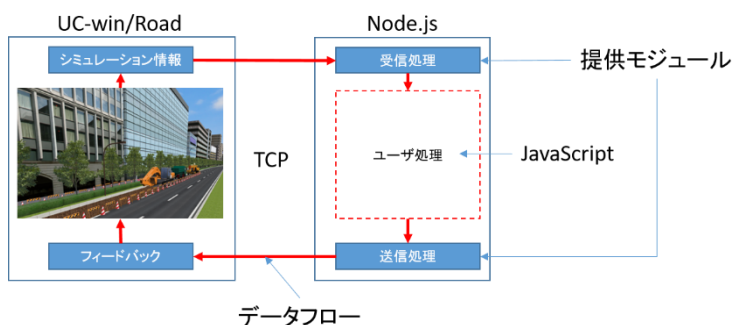 UC-win/Road
Node.js
シミュレーション情報
受信処理
提供モジュール
TCP
ユーザ処理
JavaScript
フィードバック
送信処理
データフロー